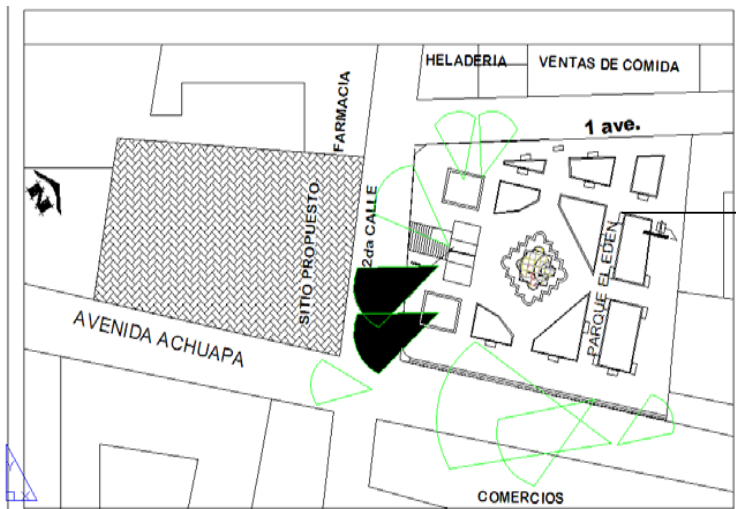 HELADERIA
VENTAS DE COMIDA
FARMACIA
1 ave.
SITIO PROPUESTO.
2da CALLE
PARQUE EL EDEN
AVENIDA ACHUAPA
COMERCIOS
N
Y
X